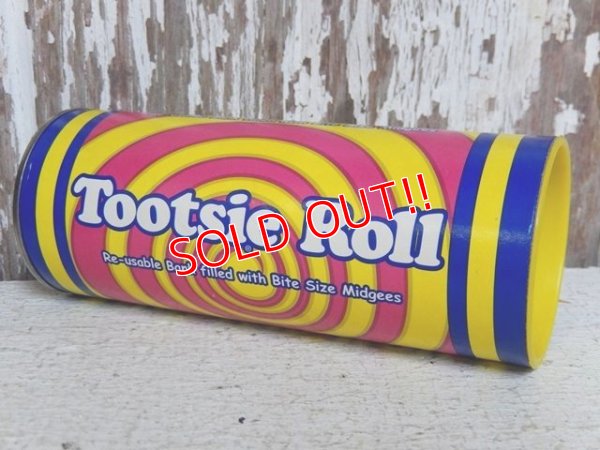 Tootsie Roll
Re-usable Bank filled with Bite Size Midgees
SOLD OUT!!